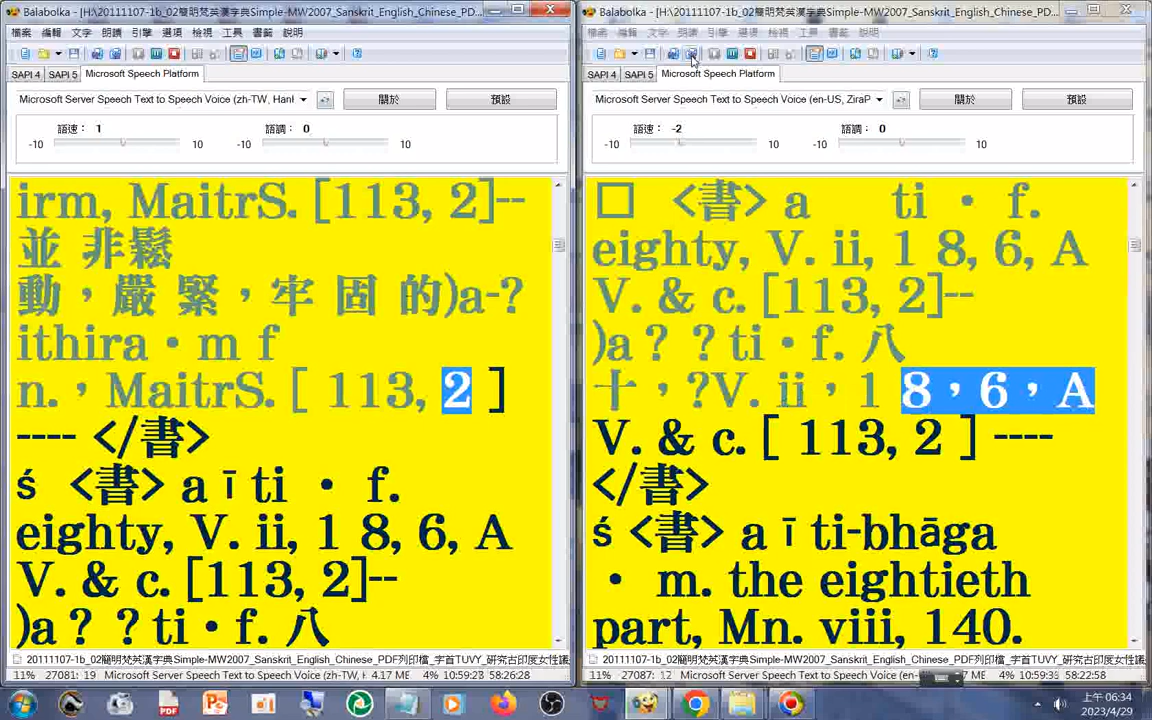 Balabolka - [H:\20111107-1b_02簡明梵英漢字典Simple-MW2007_Sanskrit_English_Chinese_PD...
檔案 編輯 文字 朗讀 引擎 選項 檢視 工具 書籤 說明
SAPI 4 SAPI 5 Microsoft Speech Platform
Microsoft Server Speech Text to Speech Voice (zh-TW, Hanl
關於 預設
語速： 1 語調： 0
-10 10 -10 10
irm, MaitrS. [113, 2]--
並 非鬆
動，嚴 緊，牢 固 的)a-?
ithira・m f
n.，MaitrS. [ 113, 2 ]
---- </書>
ś <書> a ī ti ・ f.
eighty, V. ii, 1 8, 6, A
V. & c. [113, 2]--
)a？？ti・f. 八
20111107-1b_02簡明梵英漢字典Simple-MW2007_Sanskrit_English_Chinese_PDF列印檔_字首TUVY_研究古印度女性議
11% 27081: 19 Microsoft Server Speech Text to Speech Voice (zh-TW, I 4.17 ME 4% 10:59:23 58:26:28
Balabolka - [H:\20111107-1b_02簡明梵英漢字典Simple-MW2007_Sanskrit_English_Chinese_PDF...
檔案 編輯 文字 朗讀 引擎 選項 檢視 工具 書籤 說明
SAPI 4 SAPI 5 Microsoft Speech Platform
Microsoft Server Speech Text to Speech Voice (en-US, ZiraP
關於 預設
語速： -2 語調： 0
-10 10 -10 10
□ <書> a ti ・ f.
eighty, V. ii, 1 8, 6, A
V. & c. [113, 2]--
)a？？ti・f. 八
十，?V. ii，1 8，6，A
V. & c. [ 113, 2 ] ----
</書>
ś <書> a ī ti-bhāga
・ m. the eightieth
part, Mn. viii, 140.
20111107-1b_02簡明梵英漢字典Simple-MW2007_Sanskrit_English_Chinese_PDF列印檔_字首TUVY_研究古印度女性議
11% 27087: 12 Microsoft Server Speech Text to Speech Voice (en-U 4% 10:59:35 58:22:58
上午 06:34
2023/4/29